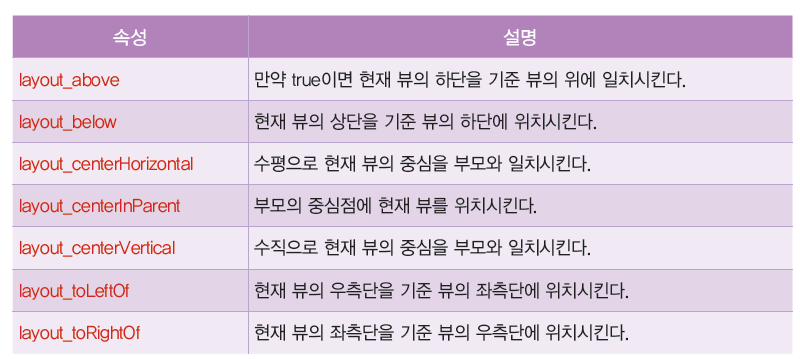 속성 설명
layout_above 만약 true이면 현재 뷰의 하단을 기준 뷰의 위에 일치시킨다.
layout_below 현재 뷰의 상단을 기준 뷰의 하단에 위치시킨다.
layout_centerHorizontal 수평으로 현재 뷰의 중심을 부모와 일치시킨다.
layout_centerInParent 부모의 중심점에 현재 뷰를 위치시킨다.
layout_centerVertical 수직으로 현재 뷰의 중심을 부모와 일치시킨다.
layout_toLeftOf 현재 뷰의 우측단을 기준 뷰의 좌측단에 위치시킨다.
layout_toRightOf 현재 뷰의 좌측단을 기준 뷰의 우측단에 위치시킨다.